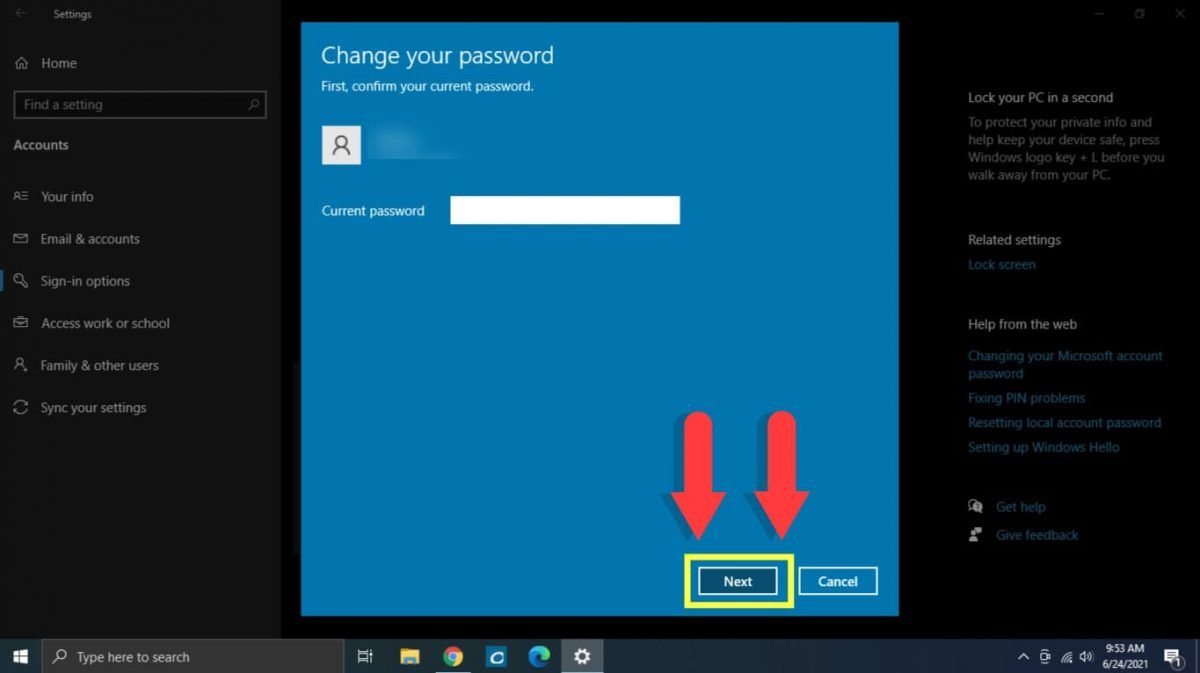 Settings
Home
Find a setting
Accounts
Your info
Email & accounts
Sign-in options
Access work or school
Family & other users
Sync your settings
Change your password
First, confirm your current password.
Current password
Next
Cancel
Lock your PC in a second
To protect your private info and
help keep your device safe, press
Windows logo key + L before you
walk away from your PC.
Related settings
Lock screen
Help from the web
Changing your Microsoft account
password
Fixing PIN problems
Resetting local account password
Setting up Windows Hello
Get help
Give feedback
Type here to search
9:53 AM
6/24/2021
1